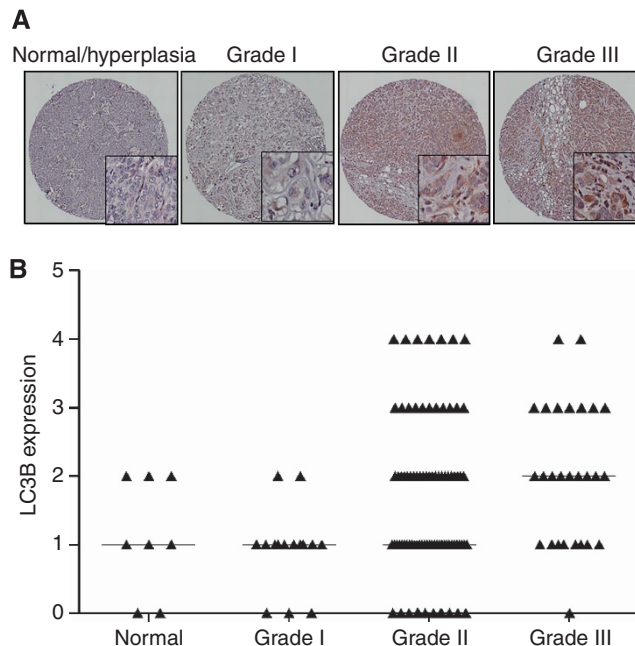 A
Normal/hyperplasia Grade I Grade II Grade III
B
LC3B expression
5
4
3
2
1
0
Normal Grade I Grade II Grade III